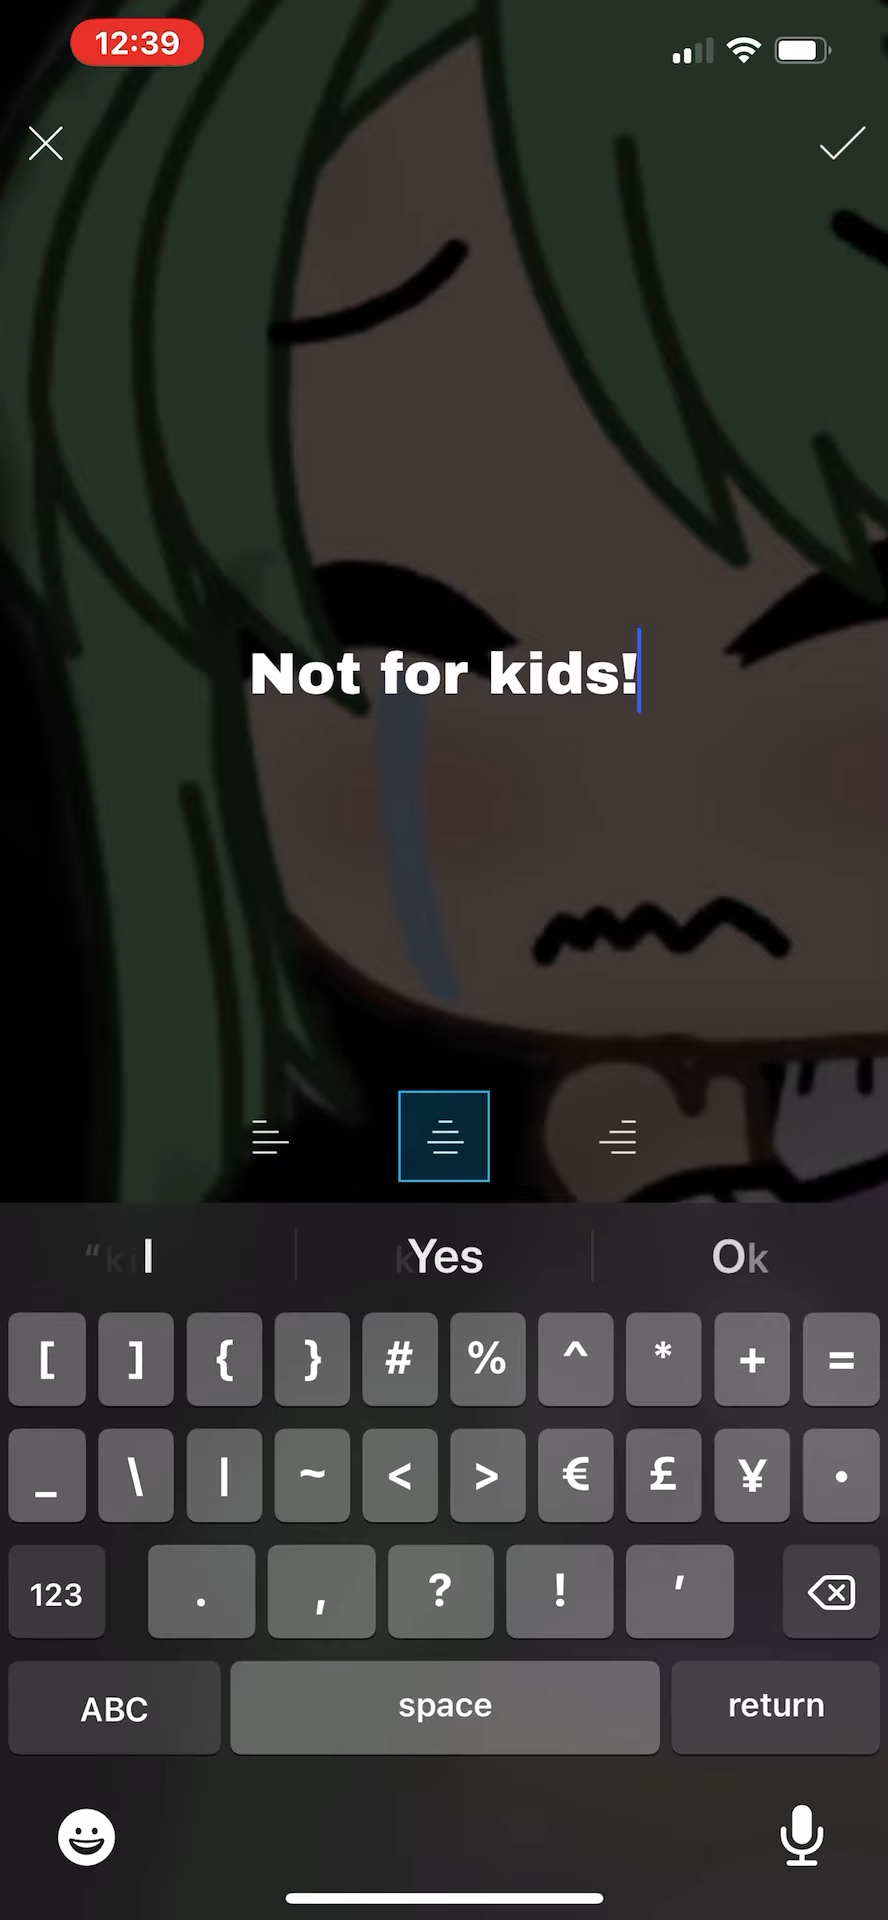 12:39
Not for kids!
I Yes Ok
[ ] { } # % ^ * + =
_ \ | ~ < > € £ ¥ •
123 . , ? ! ' 
ABC space return